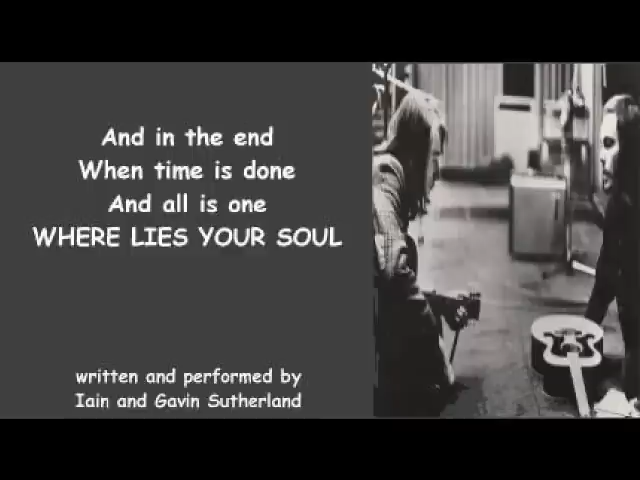 And in the end
When time is done
And all is one
WHERE LIES YOUR SOUL
written and performed by
Iain and Gavin Sutherland